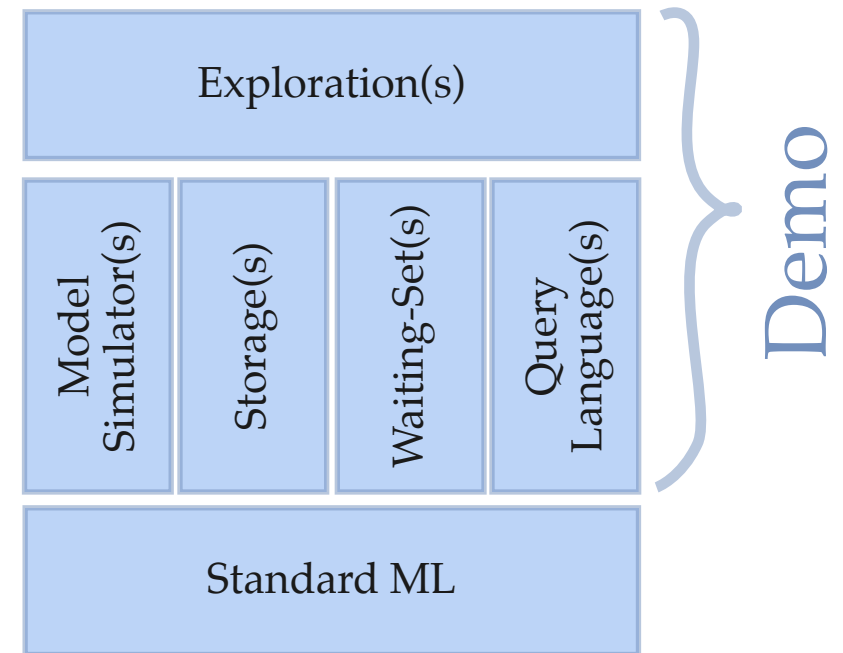 Exploration(s)
Model
Simulator(s)
Storage(s)
Waiting-Set(s)
Query
Language(s)
Standard ML
Demo